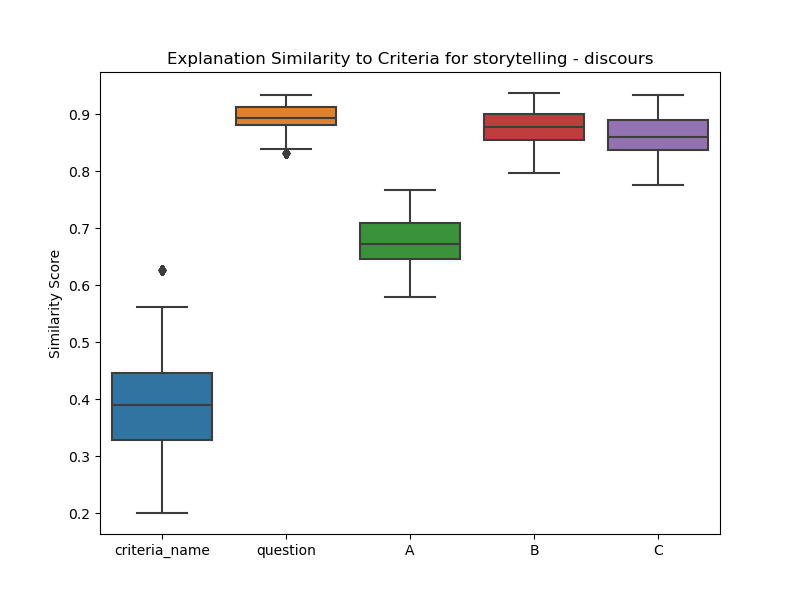 Explanation Similarity to Criteria for storytelling - discours
Similarity Score
0.9
0.8
0.7
0.6
0.5
0.4
0.3
0.2
criteria_name question A B C